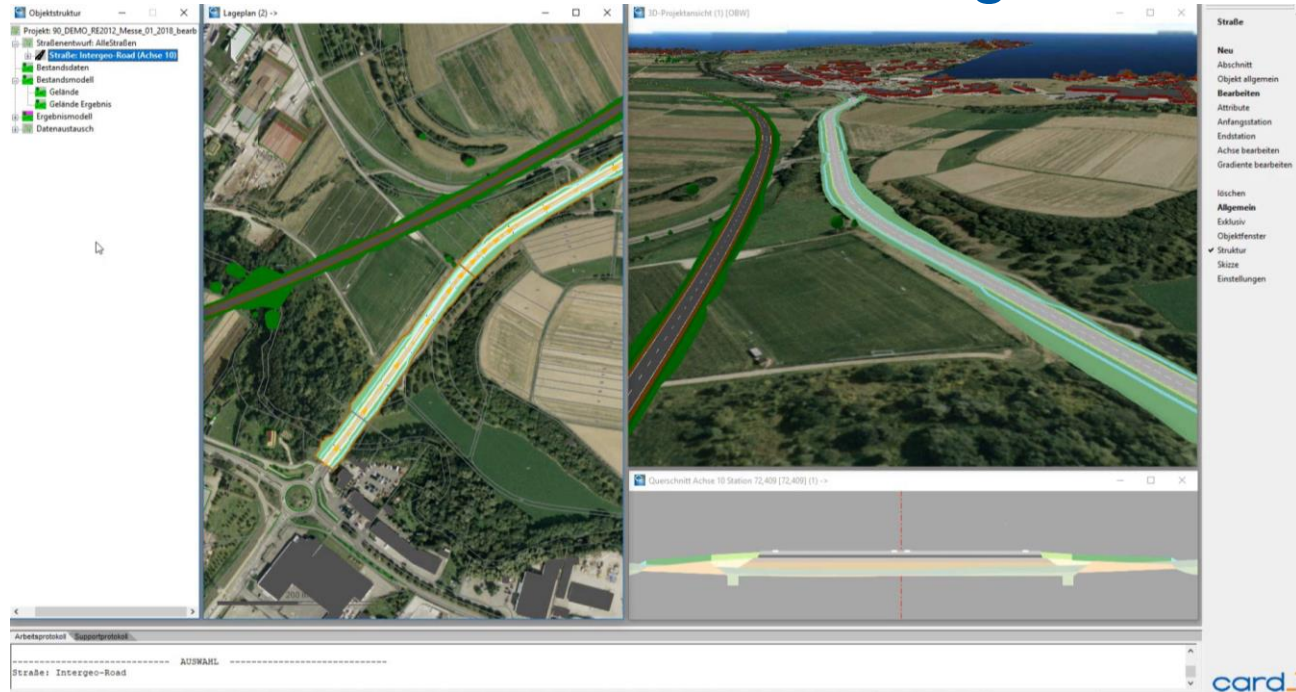 Objektstruktur
Projekt: 90_DEMO_RE2012_Messe_01_2018_bearb
Straßenentwurf: AlleStraßen
Straße: Intergeo-Road (Achse 10)
Bestandsdaten
Bestandsmodell
Gelände
Gelände Ergebnis
Ergebnismodell
Datenaustausch
Lageplan (2) ->
3D-Projektansicht (1) [OBW]
Querschnitt Achse 10 Station 72,409 [72,409] (1) ->
Straße
Neu
Abschnitt
Objekt allgemein
Bearbeiten
Attribute
Anfangsstation
Endstation
Achse bearbeiten
Gradiente bearbeiten
löschen
Allgemein
Exklusiv
Objektfenster
Struktur
Skizze
Einstellungen
Arbeitsprotokoll Supportprotokoll
------------------------------ AUSWAHL ------------------------------
Straße: Intergeo-Road